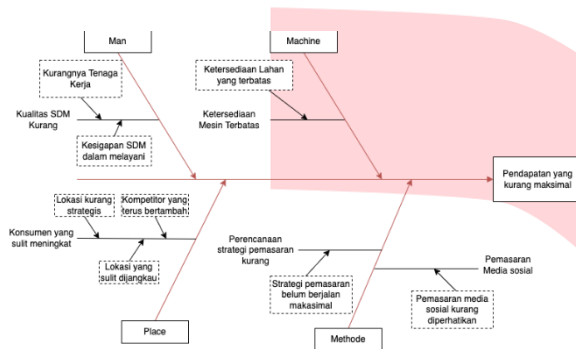 Man
Machine
Kurangnya Tenaga
Kerja
Ketersediaan Lahan
yang terbatas
Kualitas SDM
Kurang
Ketersediaan
Mesin Terbatas
Kesigapan SDM
dalam melayani
Pendapatan yang
kurang maksimal
Lokasi kurang
strategis
Kompetitor yang
terus bertambah
Konsumen yang
sulit meningkat
Lokasi yang
sulit dijangkau
Perencanaan
strategi pemasaran
kurang
Pemasaran
Media sosial
Strategi pemasaran
belum berjalan
makasimal
Pemasaran media
sosial kurang
diperhatikan
Place
Methode